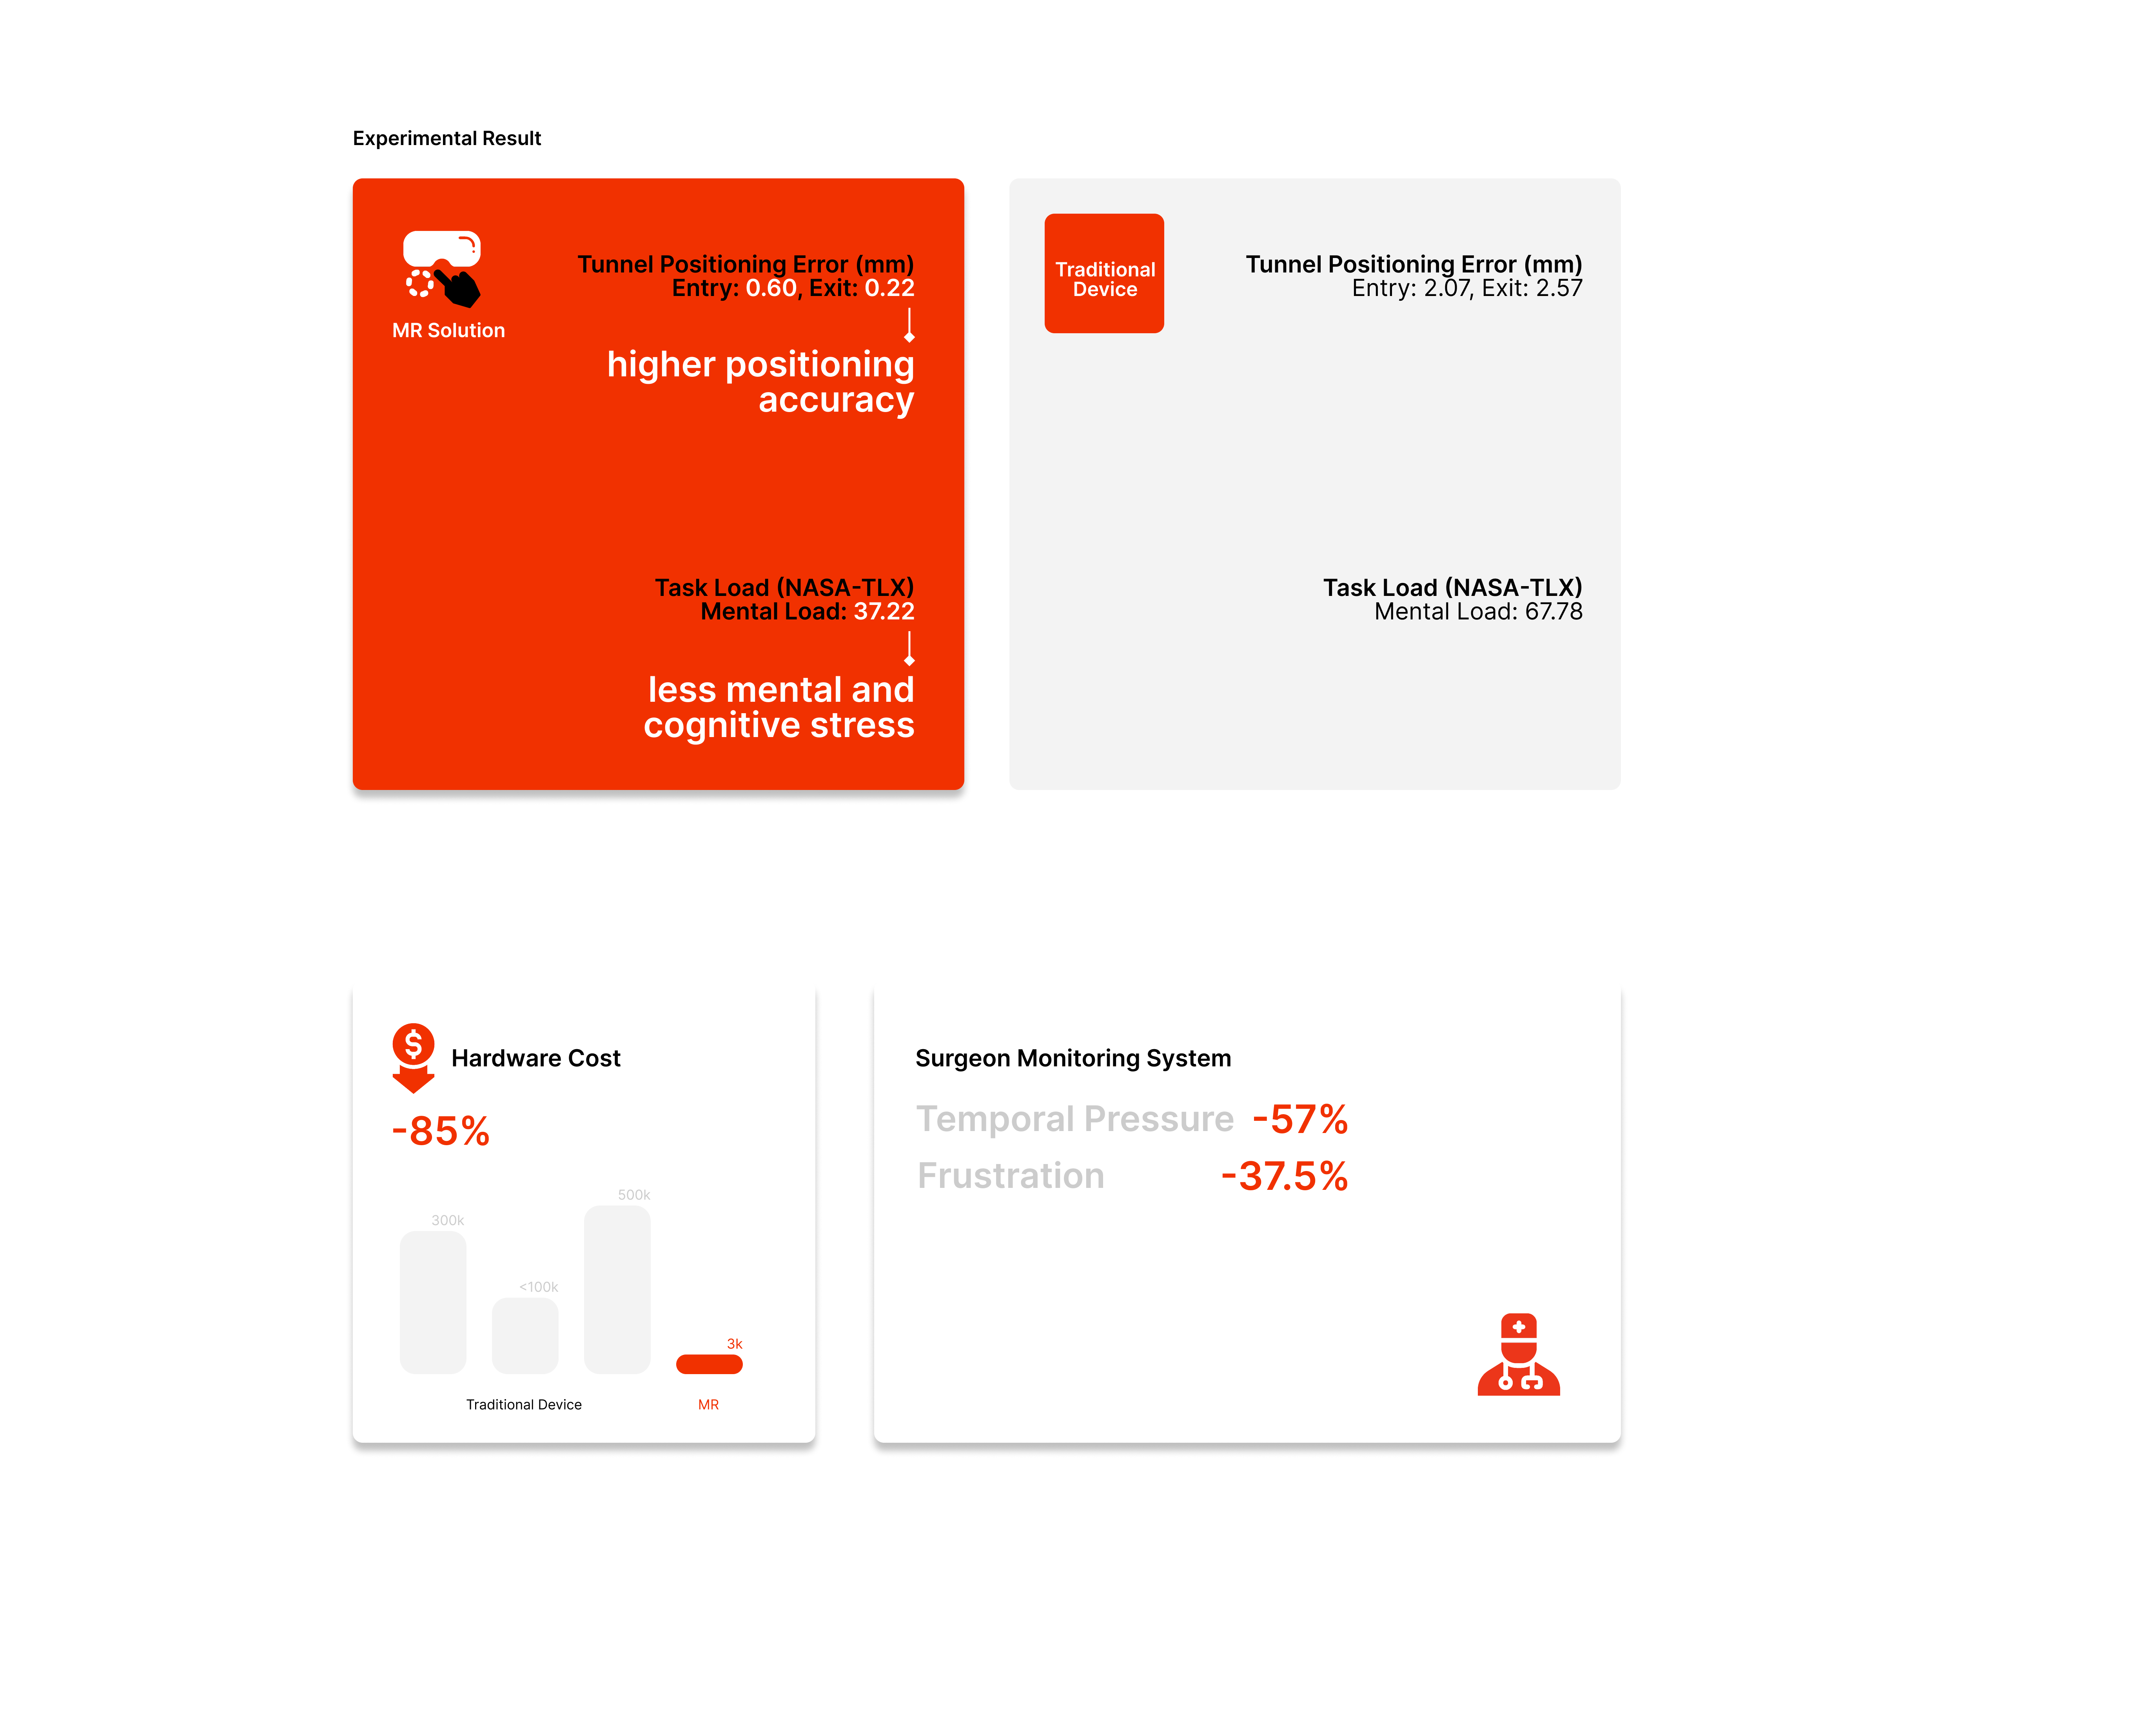 Experimental Result
MR Solution
Tunnel Positioning Error (mm)
Entry: 0.60, Exit: 0.22
higher positioning
accuracy
Task Load (NASA-TLX)
Mental Load: 37.22
less mental and
cognitive stress
Traditional
Device
Tunnel Positioning Error (mm)
Entry: 2.07, Exit: 2.57
Task Load (NASA-TLX)
Mental Load: 67.78
$
Hardware Cost
-85%
300k
<100k
500k
3k
Traditional Device
MR
Surgeon Monitoring System
Temporal Pressure -57%
Frustration -37.5%